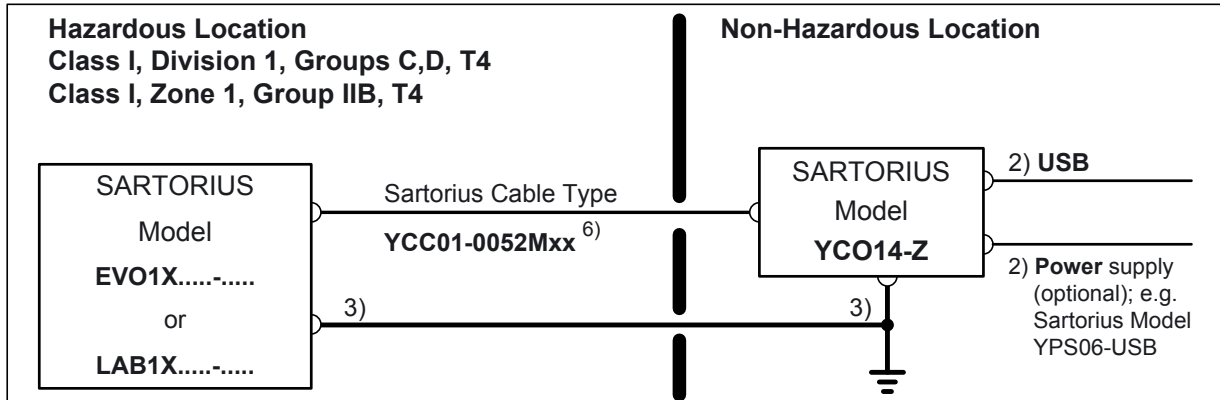 Hazardous Location
Class I, Division 1, Groups C,D, T4
Class I, Zone 1, Group IIB, T4
Non-Hazardous Location
SARTORIUS
Model
EVO1X.....-.....
or
LAB1X.....-.....
Sartorius Cable Type
YCC01-0052Mxx 6)
3)
3)
SARTORIUS
Model
YCO14-Z
2) USB
2) Power supply
(optional); e.g.
Sartorius Model
YPS06-USB